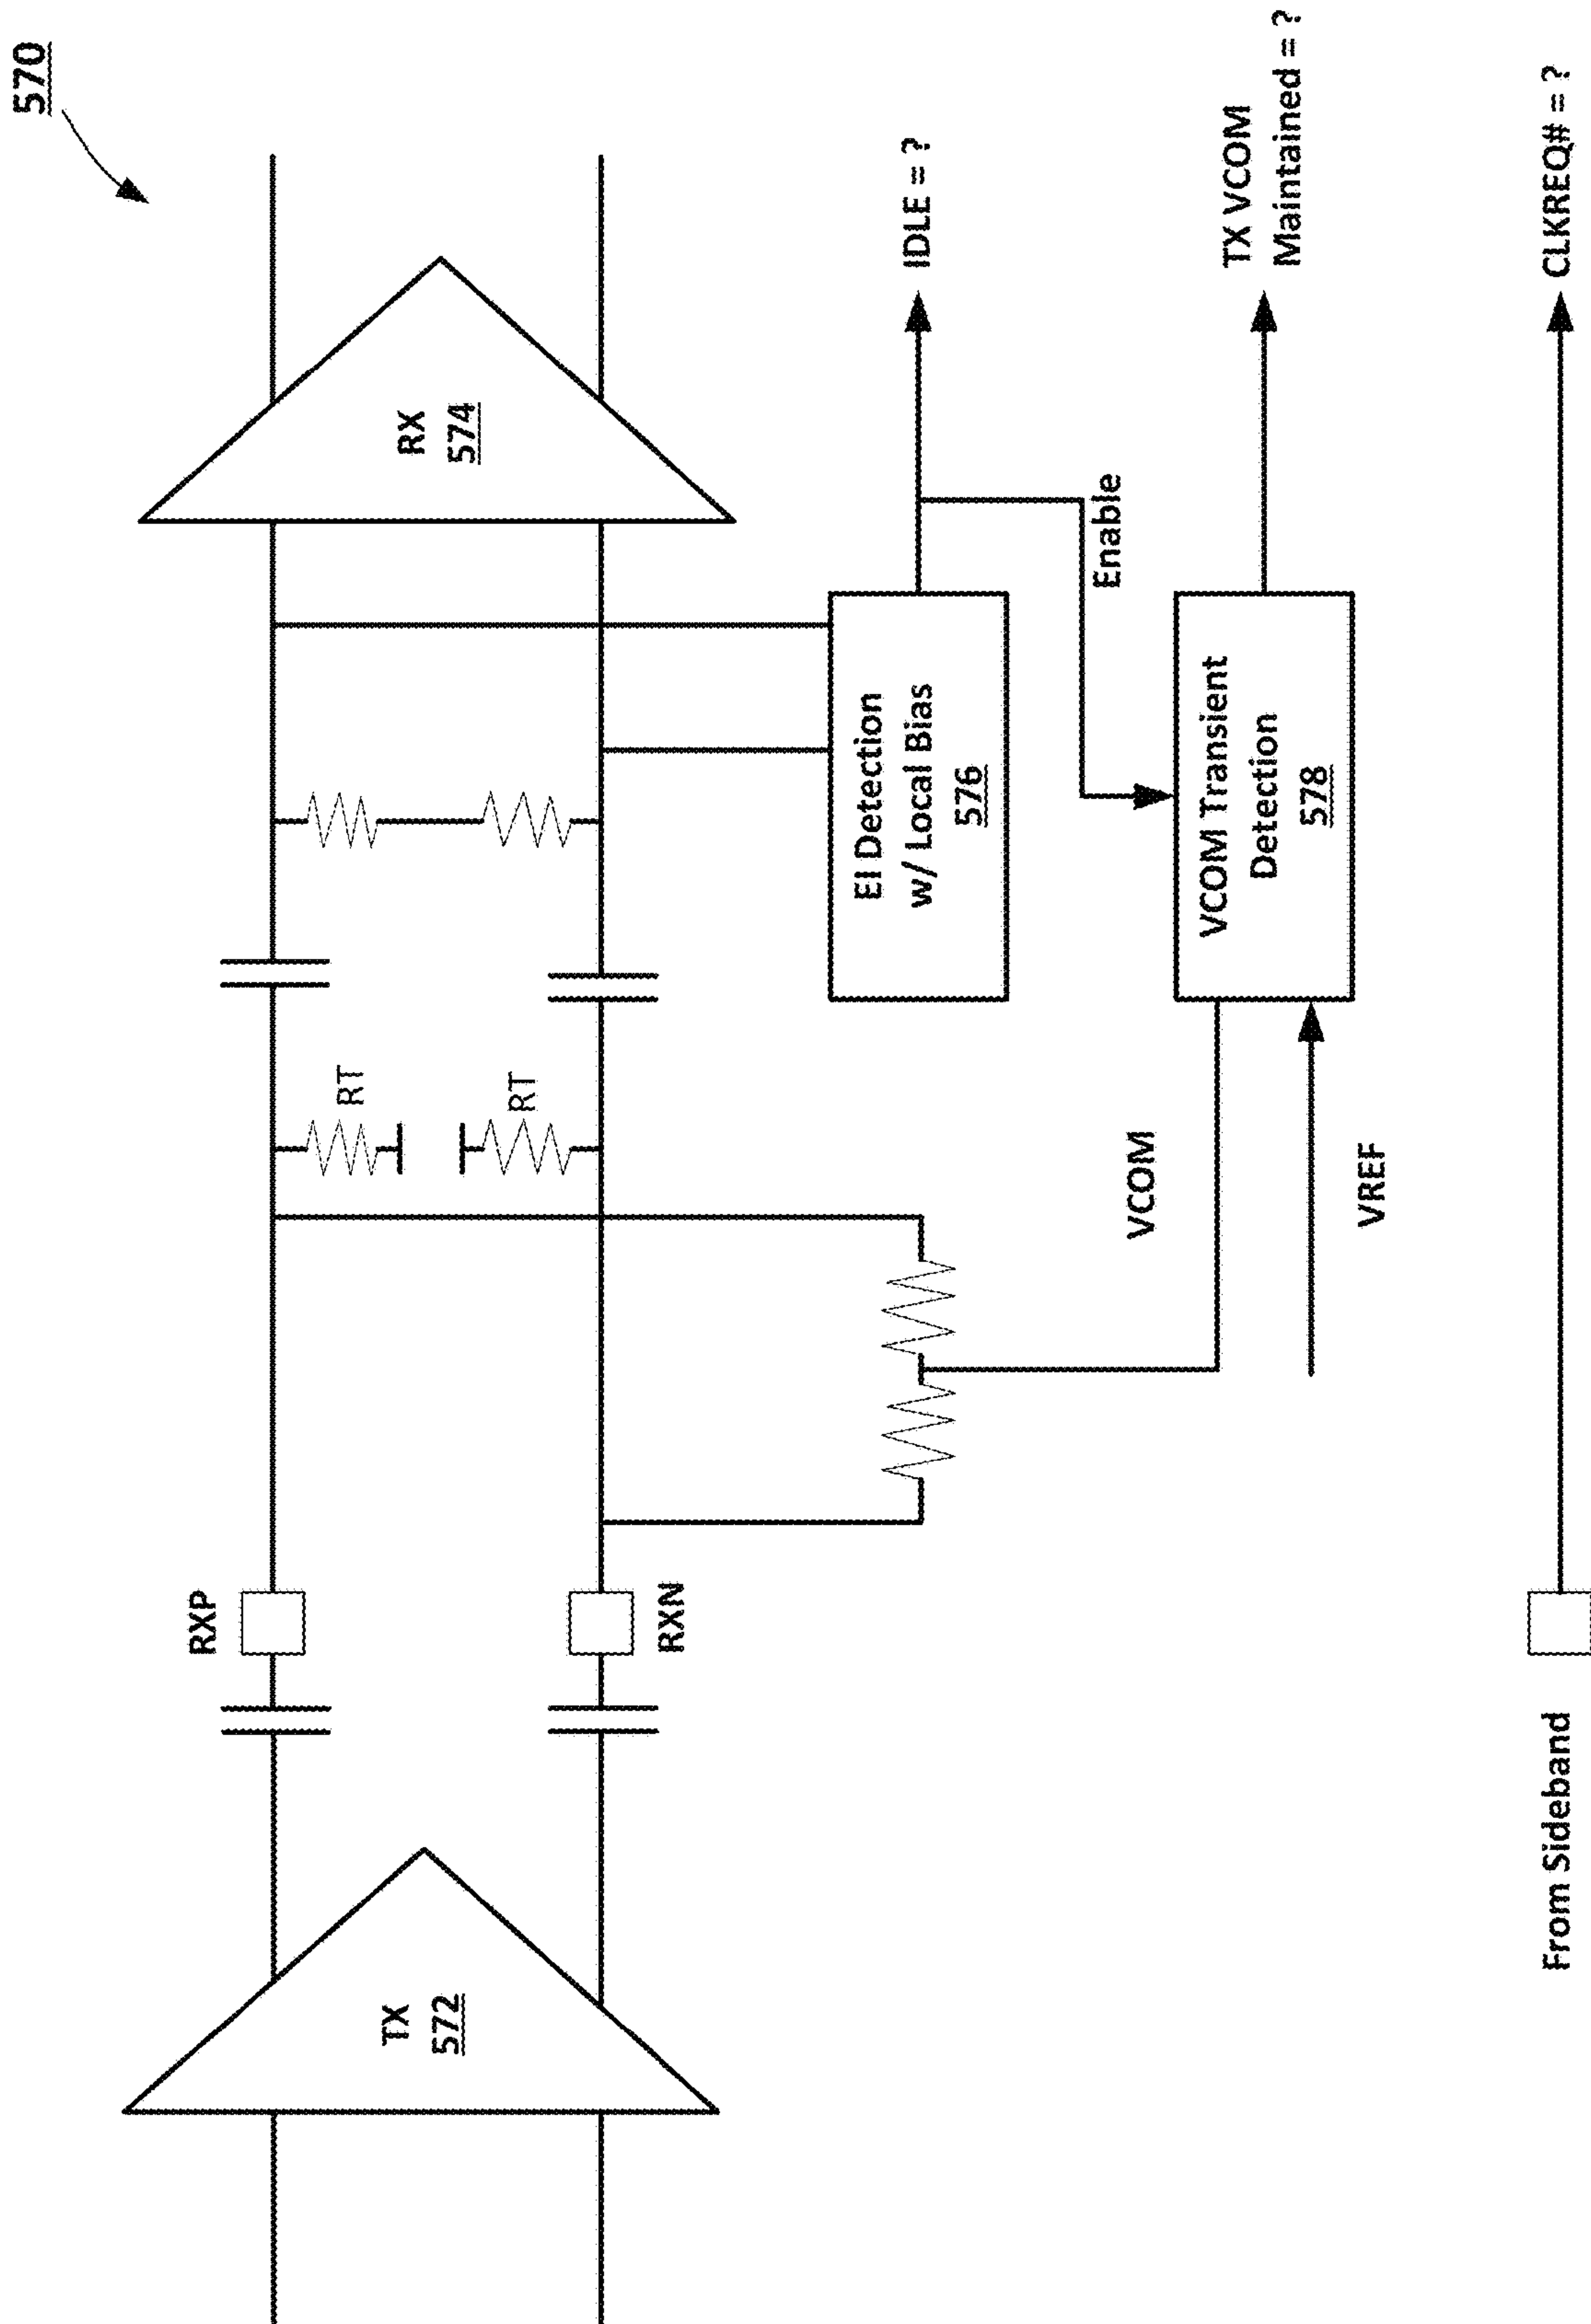 570
TX
572
RXP
RXN
RT
RT
RX
574
EI Detection
w/ Local Bias
576
IDLE = ?
Enable
VCOM
VREF
VCOM Transient
Detection
578
TX VCOM
Maintained = ?
From Sideband
CLKREQ# = ?